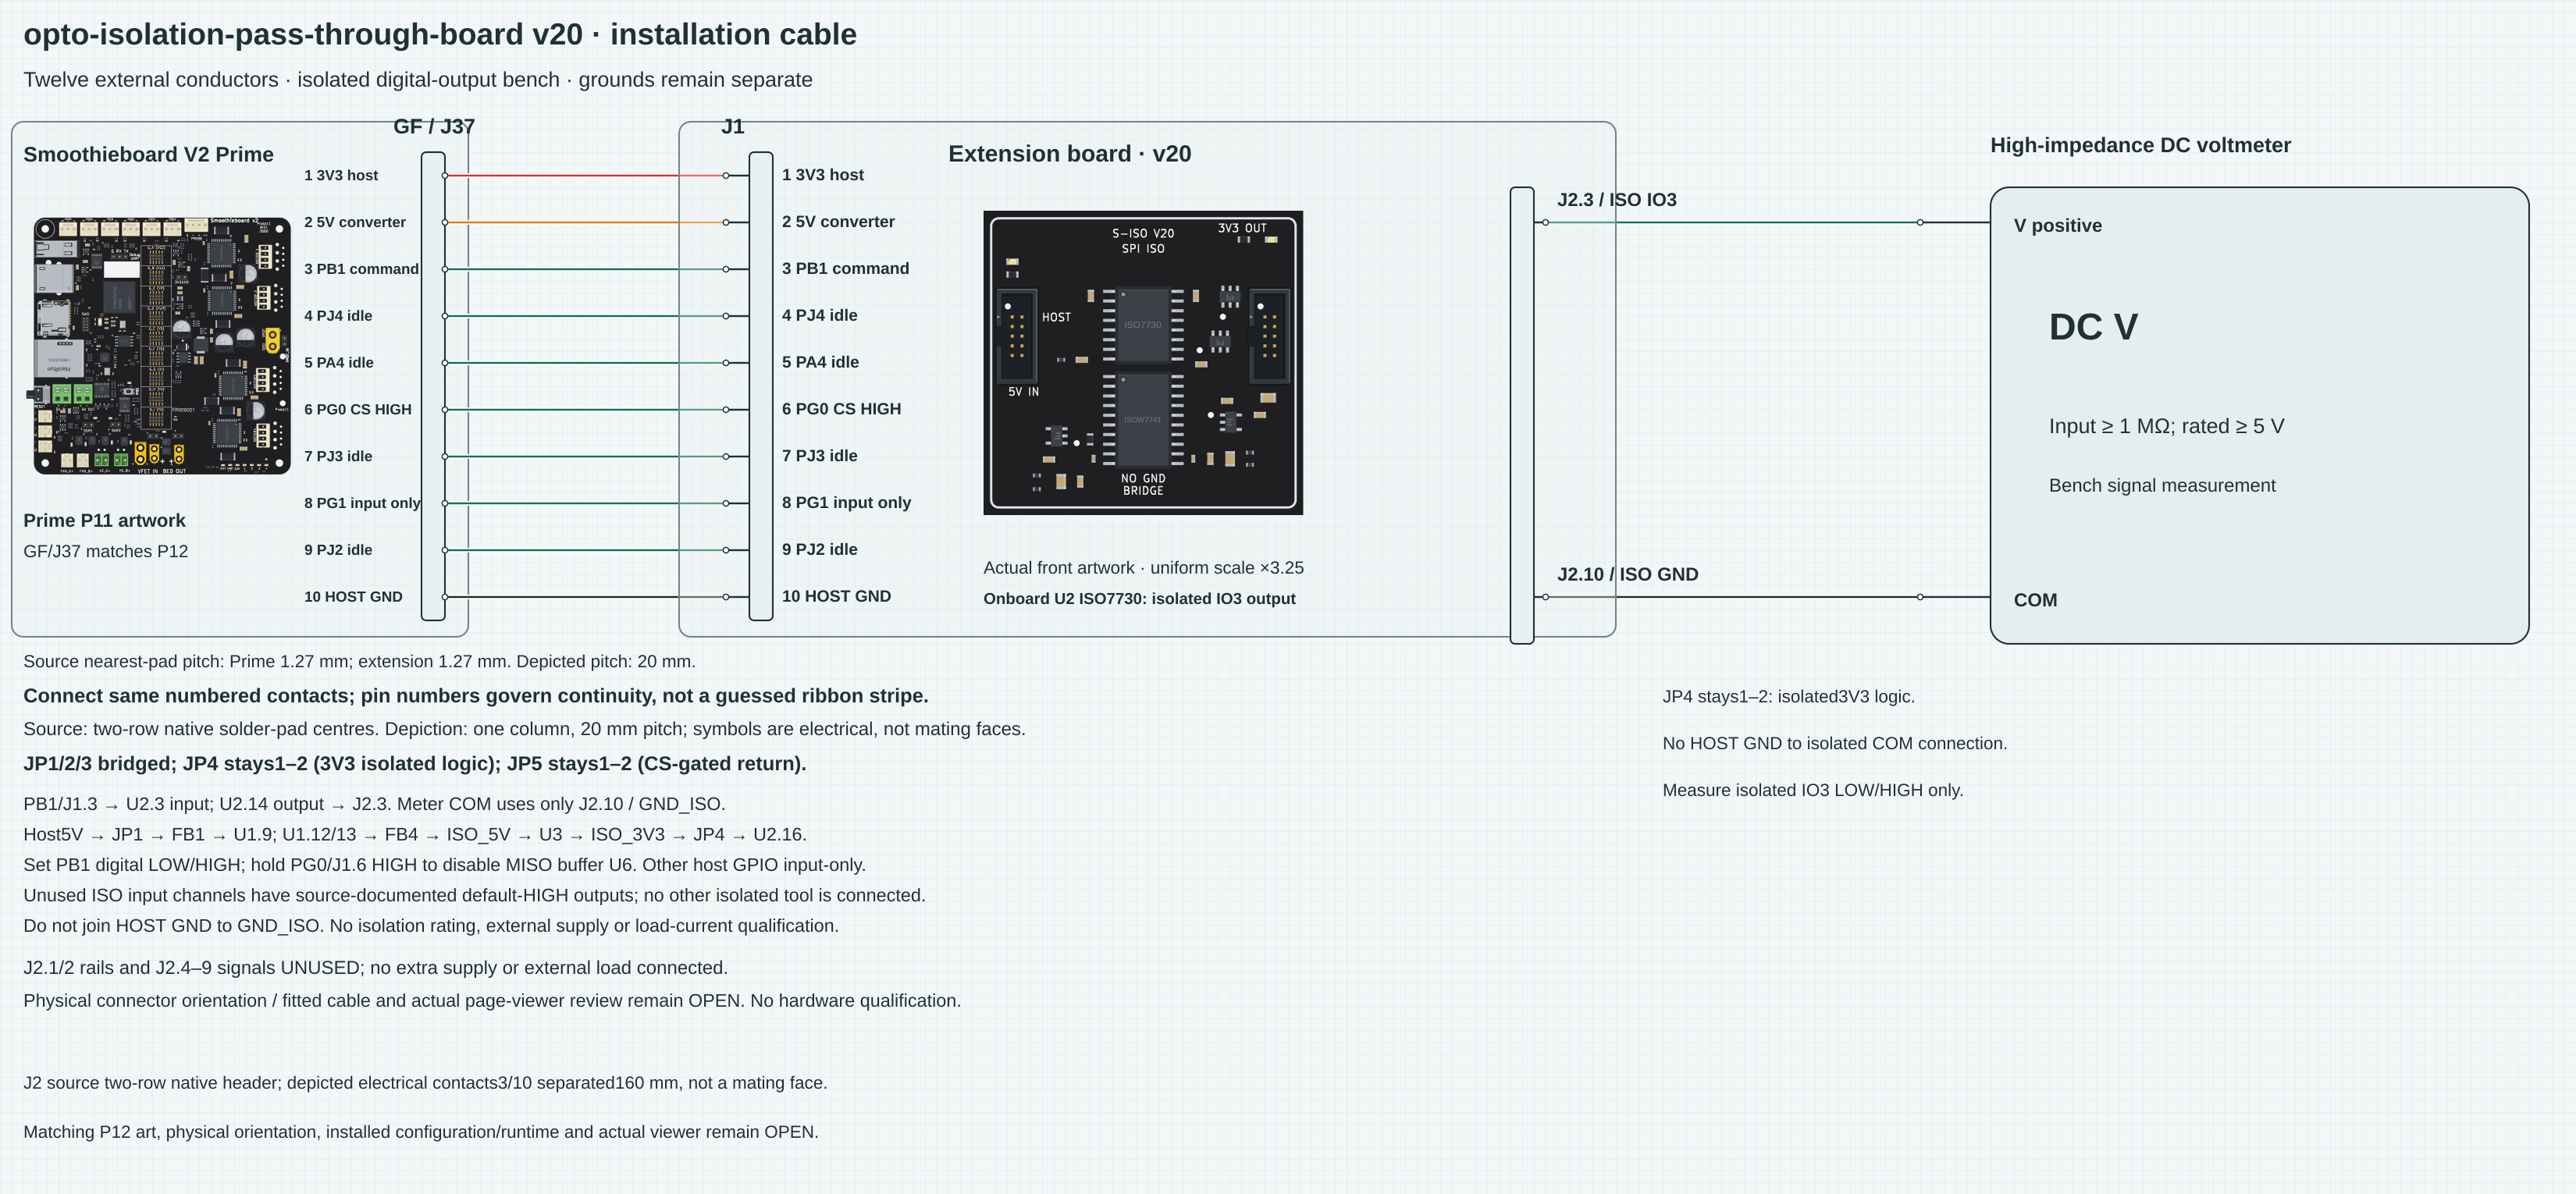 opto-isolation-pass-through-board v20 · installation cable
Twelve external conductors · isolated digital-output bench · grounds remain separate
GF / J37
J1
Smoothieboard V2 Prime
Extension board · v20
High-impedance DC voltmeter
1 3V3 host
2 5V converter
3 PB1 command
4 PJ4 idle
5 PA4 idle
6 PG0 CS HIGH
7 PJ3 idle
8 PG1 input only
9 PJ2 idle
10 HOST GND
1 3V3 host
2 5V converter
3 PB1 command
4 PJ4 idle
5 PA4 idle
6 PG0 CS HIGH
7 PJ3 idle
8 PG1 input only
9 PJ2 idle
10 HOST GND
Smoothieboard v2
VFET IN BED OUT
Prime P11 artwork
GF/J37 matches P12
S-ISO V20
SPI ISO
3V3 OUT
HOST
5V IN
ISO7730
ISOW7741
NO GND
BRIDGE
Actual front artwork · uniform scale ×3.25
Onboard U2 ISO7730: isolated IO3 output
J2.3 / ISO IO3
J2.10 / ISO GND
V positive
DC V
Input ≥ 1 MΩ; rated ≥ 5 V
Bench signal measurement
COM
Source nearest-pad pitch: Prime 1.27 mm; extension 1.27 mm. Depicted pitch: 20 mm.
Connect same numbered contacts; pin numbers govern continuity, not a guessed ribbon stripe.
Source: two-row native solder-pad centres. Depiction: one column, 20 mm pitch; symbols are electrical, not mating faces.
JP1/2/3 bridged; JP4 stays1–2 (3V3 isolated logic); JP5 stays1–2 (CS-gated return).
PB1/J1.3 → U2.3 input; U2.14 output → J2.3. Meter COM uses only J2.10 / GND_ISO.
Host5V → JP1 → FB1 → U1.9; U1.12/13 → FB4 → ISO_5V → U3 → ISO_3V3 → JP4 → U2.16.
Set PB1 digital LOW/HIGH; hold PG0/J1.6 HIGH to disable MISO buffer U6. Other host GPIO input-only.
Unused ISO input channels have source-documented default-HIGH outputs; no other isolated tool is connected.
Do not join HOST GND to GND_ISO. No isolation rating, external supply or load-current qualification.
J2.1/2 rails and J2.4–9 signals UNUSED; no extra supply or external load connected.
Physical connector orientation / fitted cable and actual page-viewer review remain OPEN. No hardware qualification.
J2 source two-row native header; depicted electrical contacts3/10 separated160 mm, not a mating face.
Matching P12 art, physical orientation, installed configuration/runtime and actual viewer remain OPEN.
JP4 stays1–2: isolated3V3 logic.
No HOST GND to isolated COM connection.
Measure isolated IO3 LOW/HIGH only.